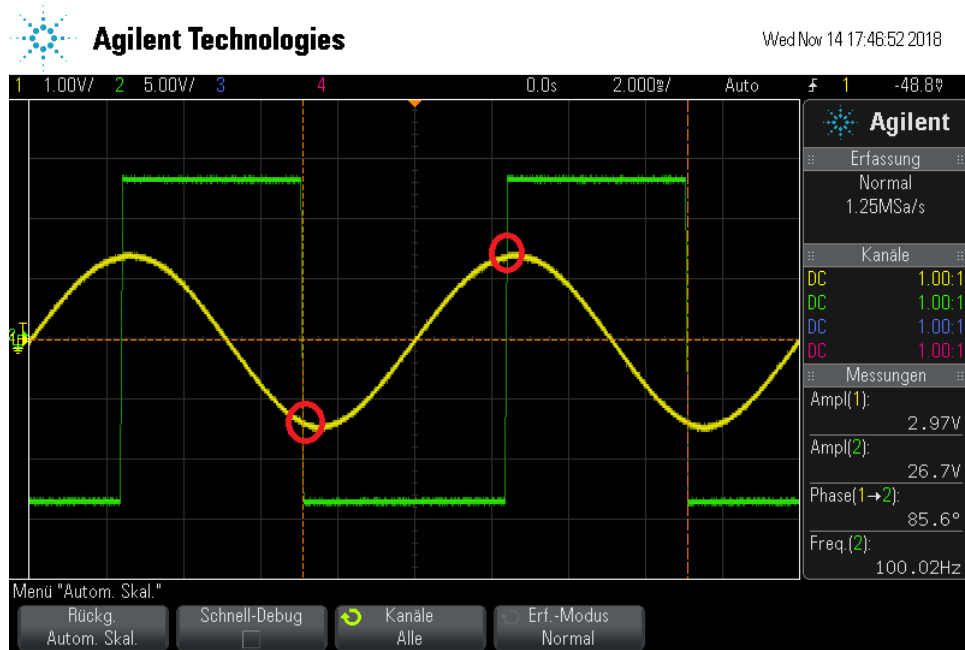 Agilent Technologies
Wed Nov 14 17:46:52 2018
1 1.00V/ 2 5.00V/ 3 4 0.0s 2.000s/ Auto 1 -48.8
Agilent
Erfassung
Normal
1.25MSa/s
Kanäle
DC 1.00:1
DC 1.00:1
DC 1.00:1
DC 1.00:1
Messungen
Ampl(1):
2.97V
Ampl(2):
26.7V
Phase(1→2):
85.6°
Freq.(2):
100.02Hz
Menü "Autom. Skal."
Rückg.
Autom. Skal.
Schnell-Debug
Kanäle
Alle
Erf.-Modus
Normal